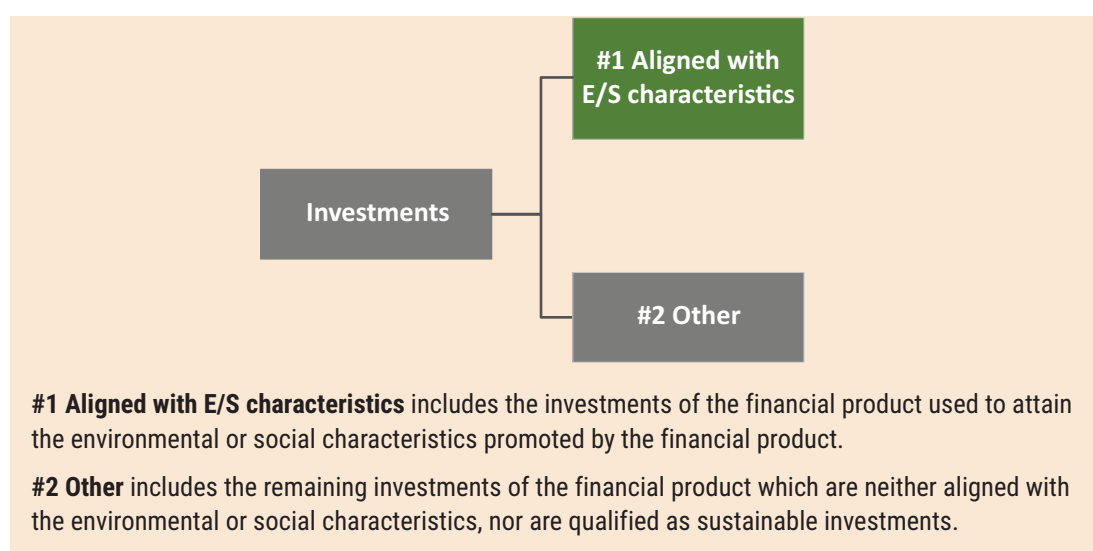 #1 Aligned with
E/S characteristics
Investments
#2 Other
#1 Aligned with E/S characteristics includes the investments of the financial product used to attain
the environmental or social characteristics promoted by the financial product.
#2 Other includes the remaining investments of the financial product which are neither aligned with
the environmental or social characteristics, nor are qualified as sustainable investments.